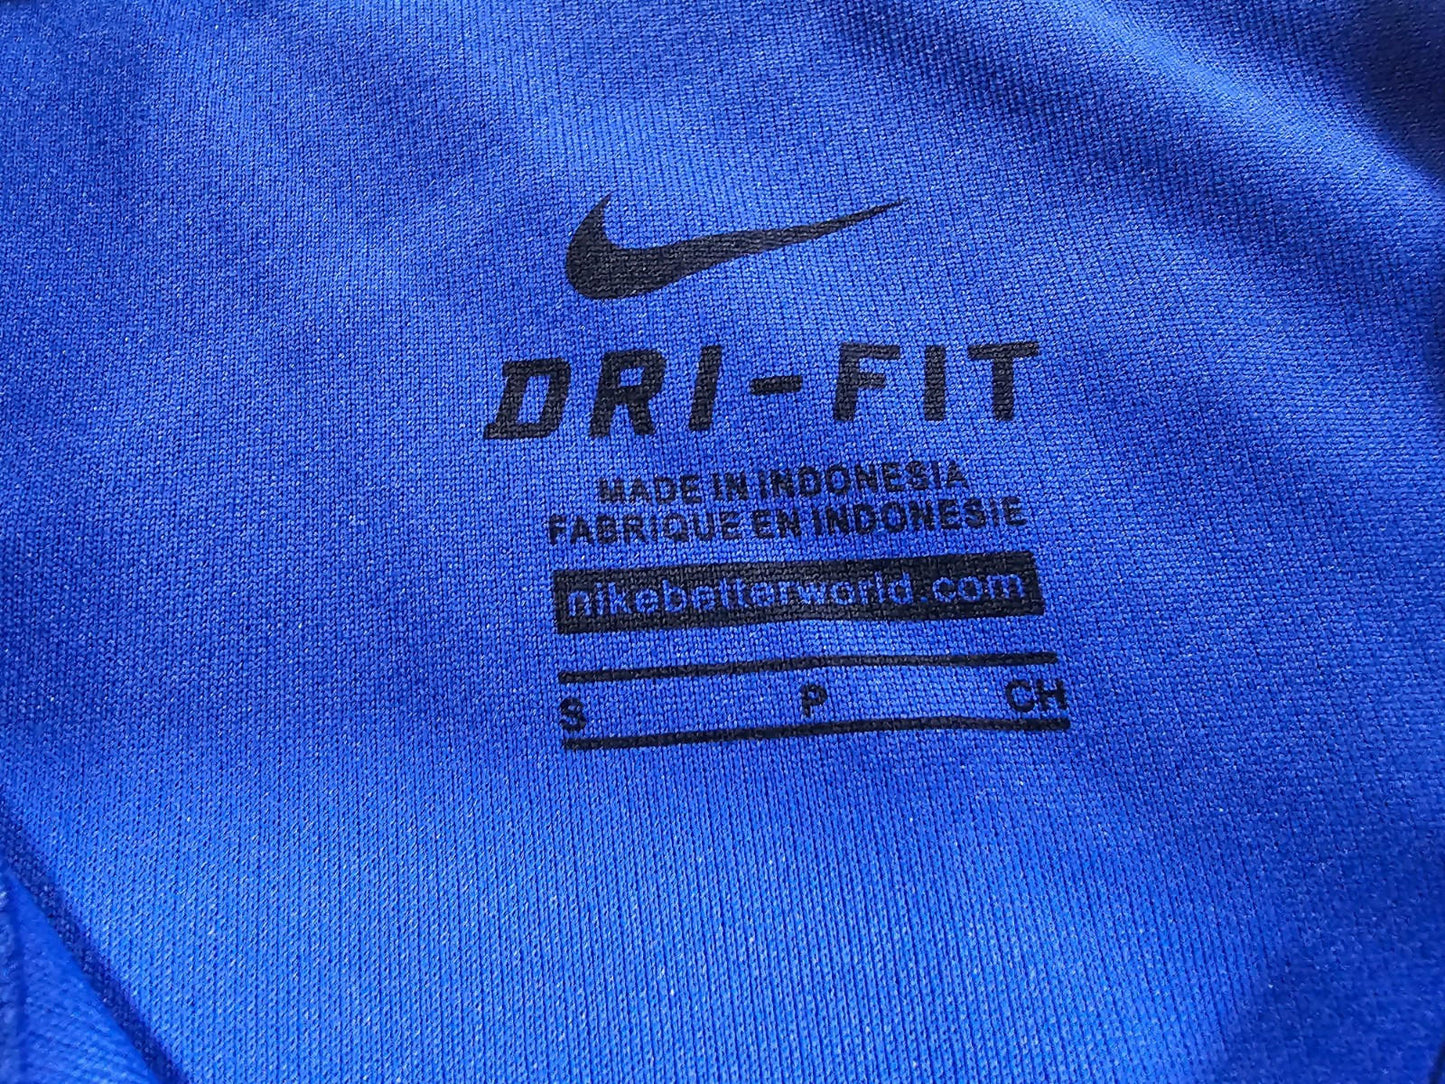 DRI-FIT
MADE IN INDONESIA
FABRIQUE EN INDONESIE
nikebetterworld.com
S P CH